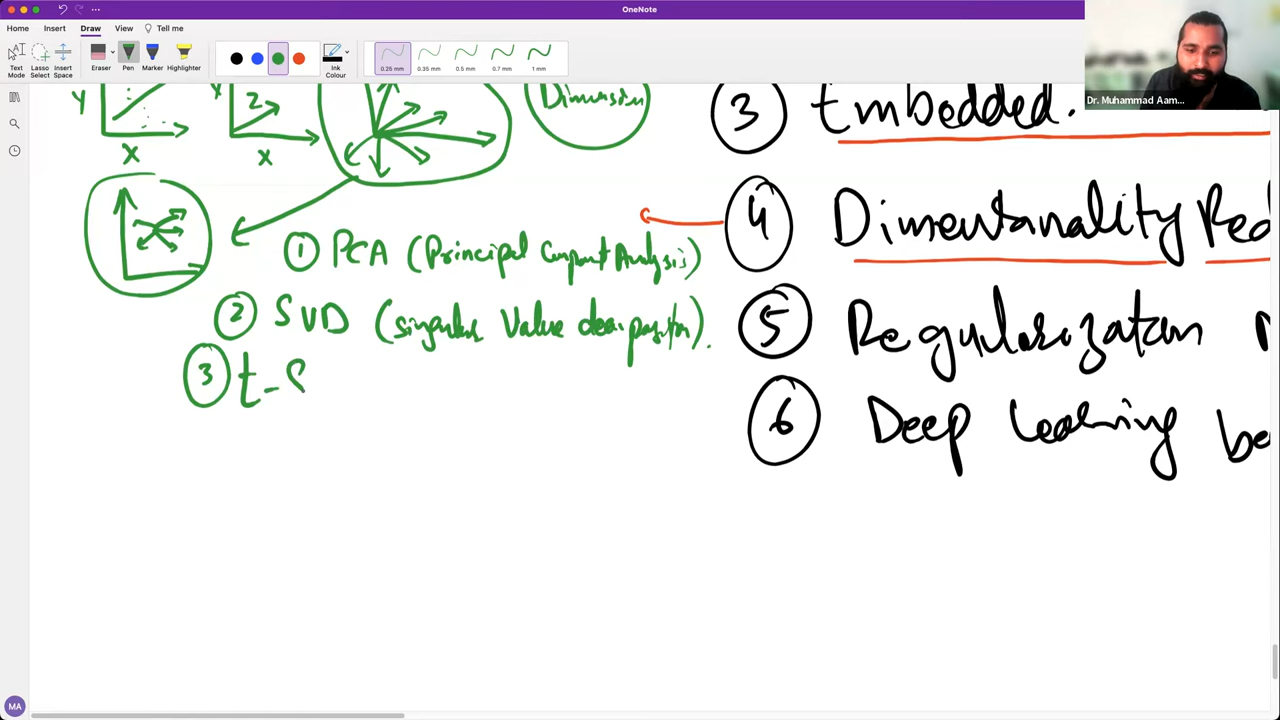 OneNote
Home Insert Draw View Tell me
Text Mode
Lasso Select
Insert Space
Eraser
Pen
Marker
Highlighter
Ink Colour
0.25 mm
0.35 mm
0.5 mm
0.7 mm
1 mm
Dr. Muhammad Aam...
Y
X
Z
X
Dimension
3 Embedded.
4 Dimentanality Red
1 PCA (Principal Componet Analysis)
2 SVD (singular Value decomposition).
5 Regularizatan
3 t-S
6 Deep learning be
MA